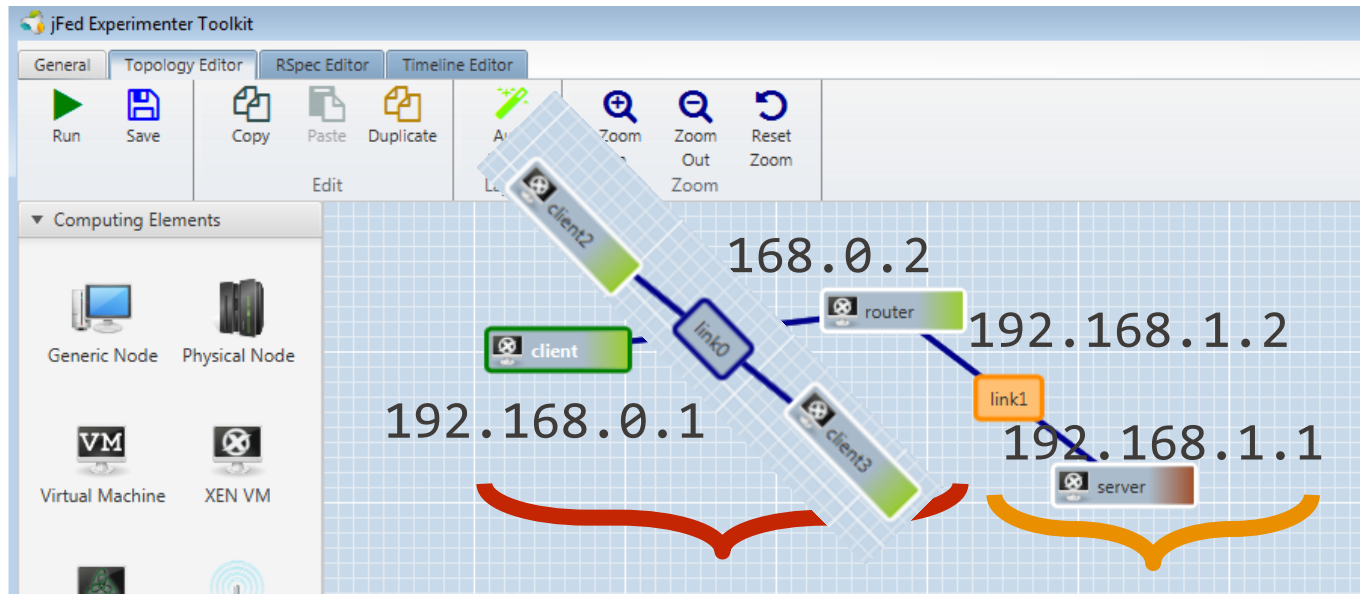 jFed Experimenter Toolkit
General Topology Editor RSpec Editor Timeline Editor
Run Save Copy Paste Duplicate Zoom Zoom Reset
Out Zoom
Edit Zoom
Computing Elements
Generic Node Physical Node
Virtual Machine XEN VM
VM
client2
168.0.2
router
192.168.1.2
link0
client
link1
192.168.0.1
client3
192.168.1.1
server